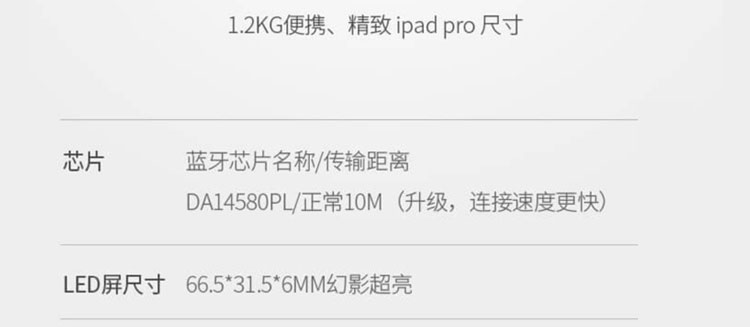 1.2KG便携、精致 ipad pro 尺寸
芯片 蓝牙芯片名称/传输距离
DA14580PL/正常10M（升级，连接速度更快）
LED屏尺寸 66.5*31.5*6MM幻影超亮